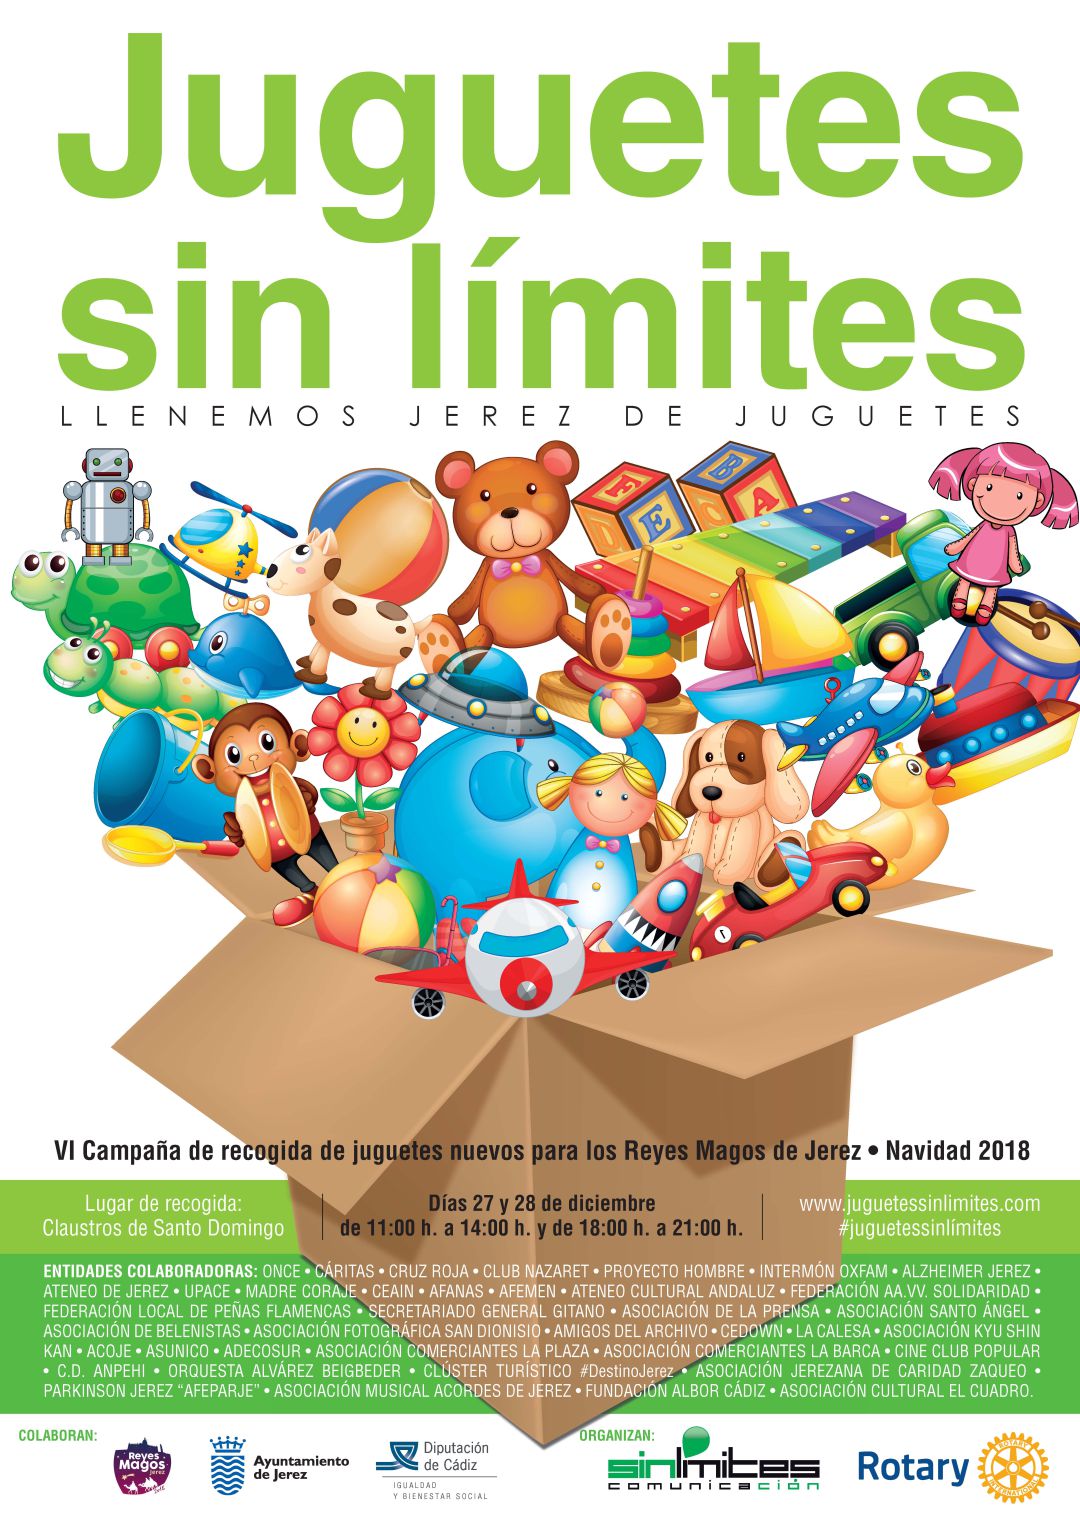 Juguetes
sin límites
LLENEMOS JEREZ DE JUGUETES
B
F
A
E
C
D
1
VI Campaña de recogida de juguetes nuevos para los Reyes Magos de Jerez • Navidad 2018
Lugar de recogida:
Claustros de Santo Domingo
Días 27 y 28 de diciembre
de 11:00 h. a 14:00 h. y de 18:00 h. a 21:00 h.
www.juguetessinlimites.com
#juguetessinlímites
ENTIDADES COLABORADORAS: ONCE • CÁRITAS • CRUZ ROJA • CLUB NAZARET • PROYECTO HOMBRE • INTERMÓN OXFAM • ALZHEIMER JEREZ •
ATENEO DE JEREZ • UPACE • MADRE CORAJE • CEAIN • AFANAS • AFEMEN • ATENEO CULTURAL ANDALUZ • FEDERACIÓN AA.VV. SOLIDARIDAD •
FEDERACIÓN LOCAL DE PEÑAS FLAMENCAS • SECRETARIADO GENERAL GITANO • ASOCIACIÓN DE LA PRENSA • ASOCIACIÓN SANTO ÁNGEL •
ASOCIACIÓN DE BELENISTAS • ASOCIACIÓN FOTOGRÁFICA SAN DIONISIO • AMIGOS DEL ARCHIVO • CEDOWN • LA CALESA • ASOCIACIÓN KYU SHIN
KAN • ACOJE • ASUNICO • ADECOSUR • ASOCIACIÓN COMERCIANTES LA PLAZA • ASOCIACIÓN COMERCIANTES LA BARCA • CINE CLUB POPULAR
• C.D. ANPEHI • ORQUESTA ALVÁREZ BEIGBEDER • CLÚSTER TURÍSTICO #DestinoJerez • ASOCIACIÓN JEREZANA DE CARIDAD ZAQUEO •
PARKINSON JEREZ “AFEPARJE” • ASOCIACIÓN MUSICAL ACORDES DE JEREZ • FUNDACIÓN ALBOR CÁDIZ • ASOCIACIÓN CULTURAL EL CUADRO.
COLABORAN:
Reyes
Magos
Jerez
Ayuntamiento
de Jerez
Diputación
de Cádiz
IGUALDAD
Y BIENESTAR SOCIAL
ORGANIZAN:
sinlímites
comunicación
Rotary
ROTARY
INTERNATIONAL